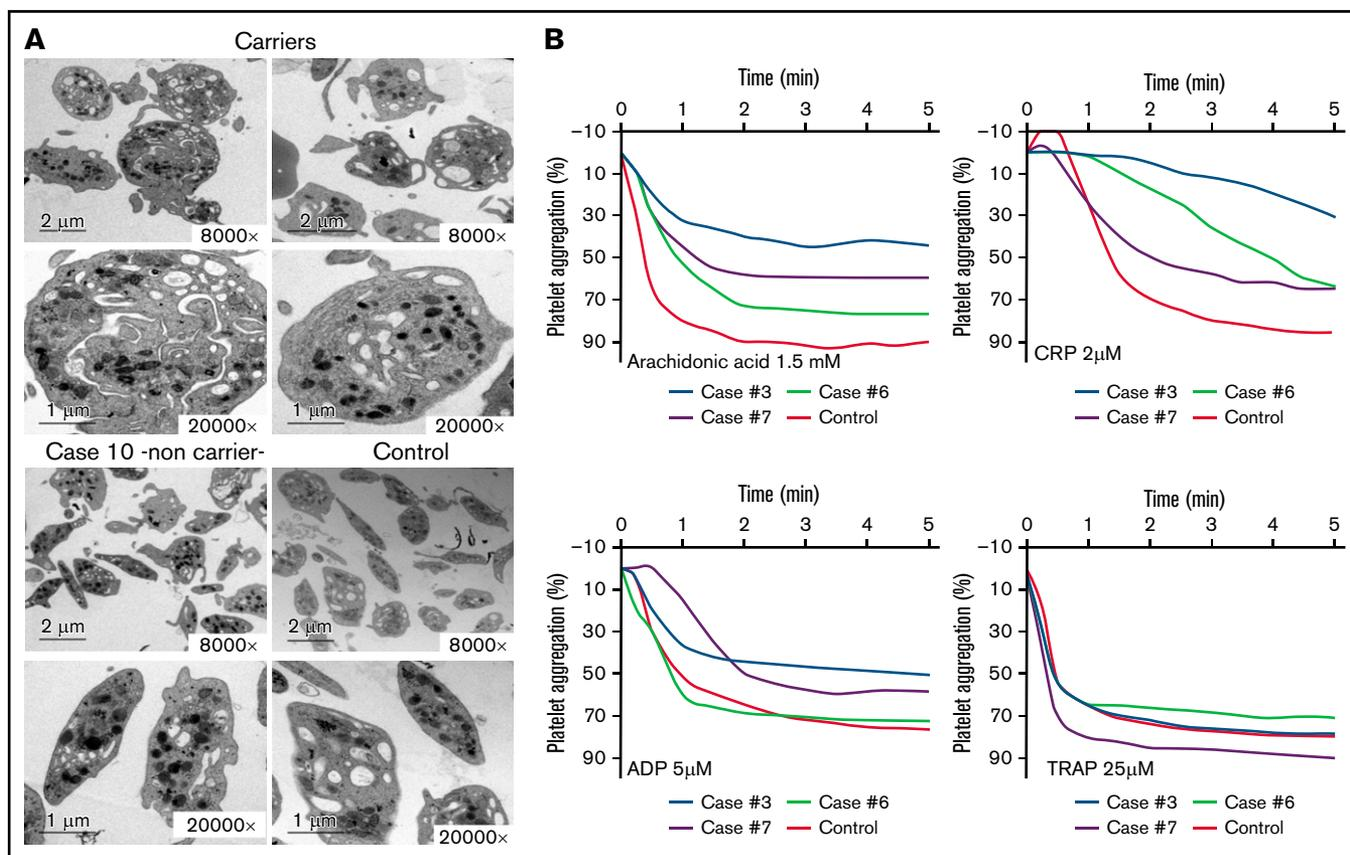 A
Carriers
2 μm
8000×
2 μm
8000×
1 μm
20000×
1 μm
20000×
Case 10 -non carrier-
Control
2 μm
8000×
2 μm
8000×
1 μm
20000×
1 μm
20000×
B
Time (min)
0 1 2 3 4 5
−10
10
30
50
70
90
Platelet aggregation (%)
Arachidonic acid 1.5 mM
Case #3 Case #6
Case #7 Control
Time (min)
0 1 2 3 4 5
−10
10
30
50
70
90
Platelet aggregation (%)
CRP 2μM
Case #3 Case #6
Case #7 Control
Time (min)
0 1 2 3 4 5
−10
10
30
50
70
90
Platelet aggregation (%)
ADP 5μM
Case #3 Case #6
Case #7 Control
Time (min)
0 1 2 3 4 5
−10
10
30
50
70
90
Platelet aggregation (%)
TRAP 25μM
Case #3 Case #6
Case #7 Control